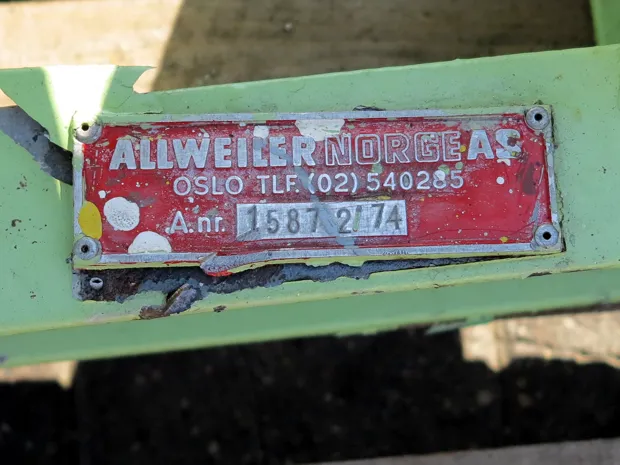 ALLWEILER NORGE AS
OSLO TLF. (02) 540285
A.nr. 1587 2/74